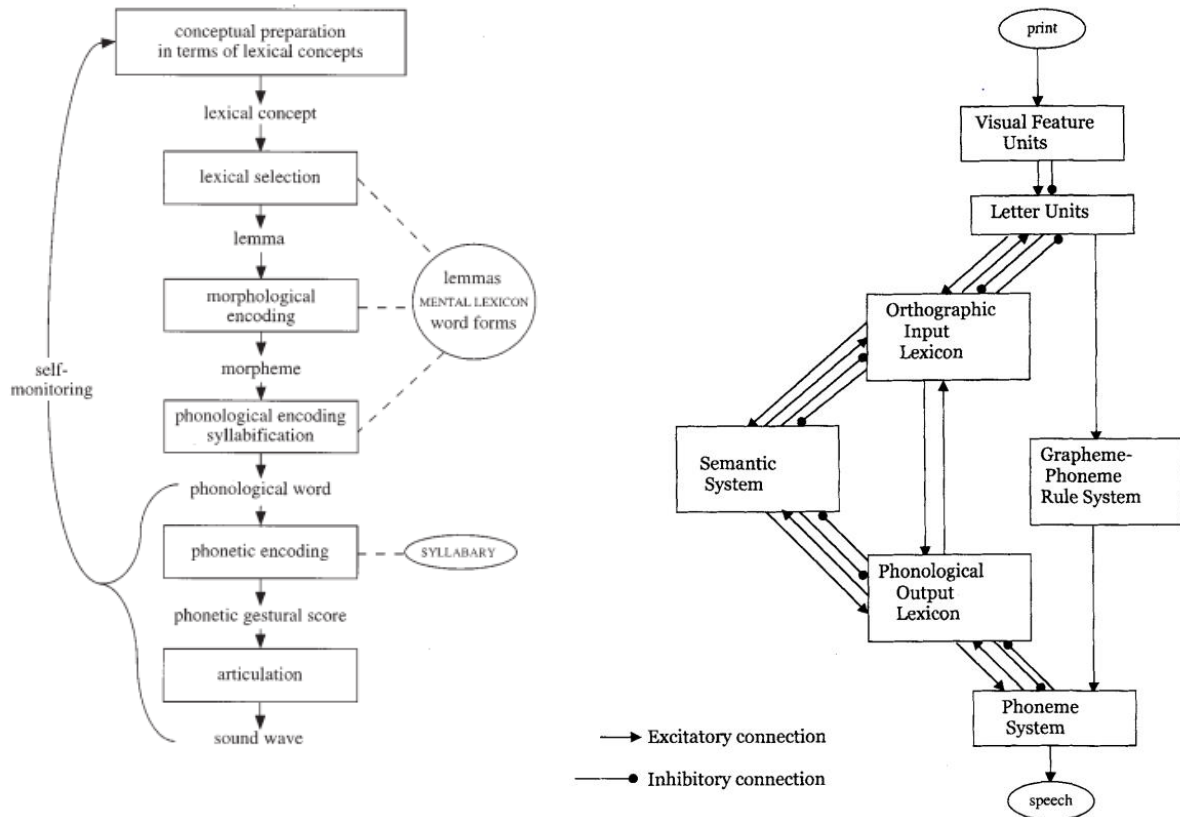 conceptual preparation
in terms of lexical concepts
lexical concept
lexical selection
lemma
morphological
encoding
morpheme
phonological encoding
syllabification
phonological word
phonetic encoding
phonetic gestural score
articulation
sound wave
self-
monitoring
lemmas
MENTAL LEXICON
word forms
SYLLABARY
print
Visual Feature
Units
Letter Units
Orthographic
Input
Lexicon
Semantic
System
Grapheme-
Phoneme
Rule System
Phonological
Output
Lexicon
Phoneme
System
speech
Excitatory connection
Inhibitory connection